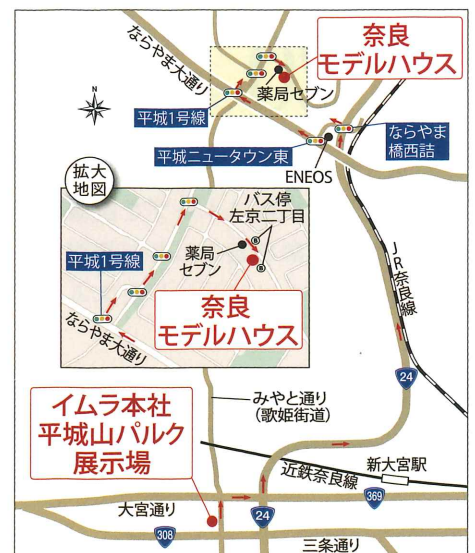 ならやま大通り
奈良
モデルハウス
薬局セブン
平城1号線
ならやま
橋西詰
平城ニュータウン東
ENEOS
N
拡大
地図
バス停
左京二丁目
B
薬局
セブン
B
平城1号線
奈良
モデルハウス
ならやま大通り
JR奈良線
24
みやと通り
(歌姫街道)
イムラ本社
平城山パルク
展示場
新大宮駅
近鉄奈良線
369
大宮通り
24
308
三条通り